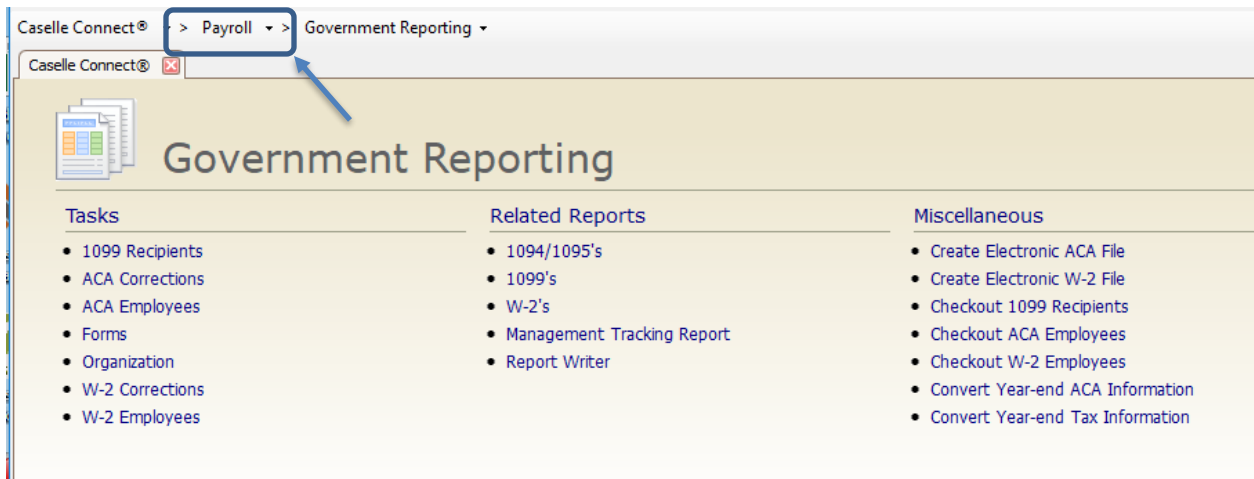 Caselle Connect® > Payroll > Government Reporting
Caselle Connect®
Government Reporting
Tasks
1099 Recipients
ACA Corrections
ACA Employees
Forms
Organization
W-2 Corrections
W-2 Employees
Related Reports
1094/1095's
1099's
W-2's
Management Tracking Report
Report Writer
Miscellaneous
Create Electronic ACA File
Create Electronic W-2 File
Checkout 1099 Recipients
Checkout ACA Employees
Checkout W-2 Employees
Convert Year-end ACA Information
Convert Year-end Tax Information